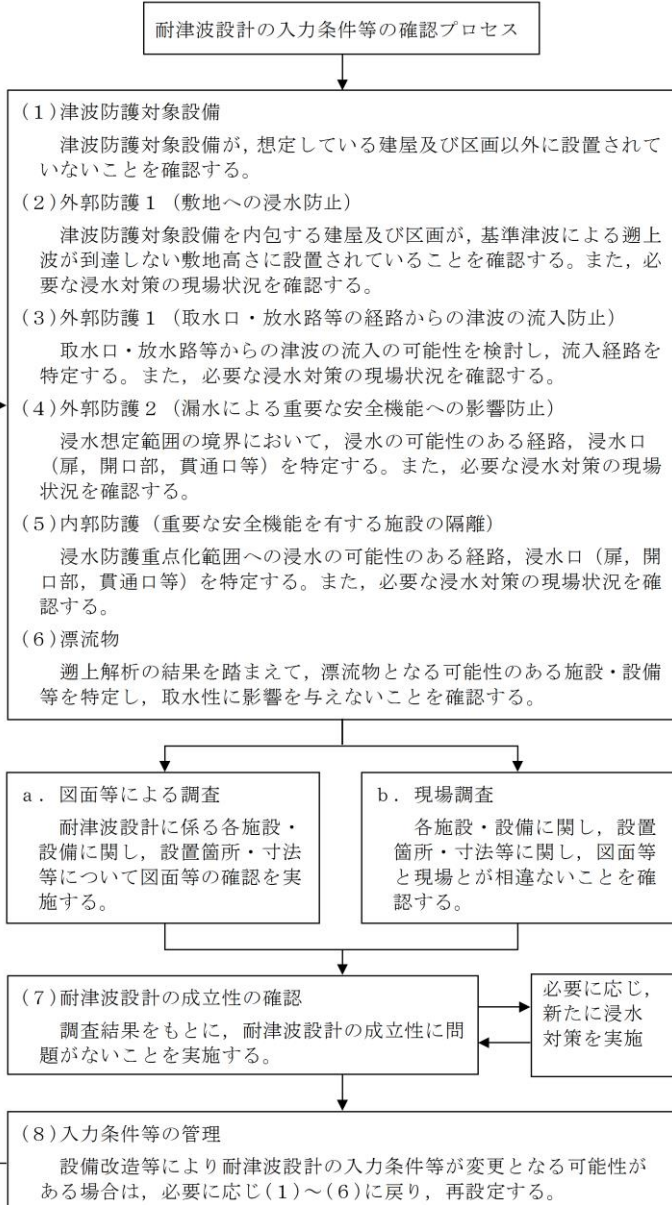 耐津波設計の入力条件等の確認プロセス
(1)津波防護対象設備
津波防護対象設備が,想定している建屋及び区画以外に設置されて
いないことを確認する。
(2)外郭防護1(敷地への浸水防止)
津波防護対象設備を内包する建屋及び区画が,基準津波による遡上
波が到達しない敷地高さに設置されていることを確認する。また,必
要な浸水対策の現場状況を確認する。
(3)外郭防護1(取水口・放水路等の経路からの津波の流入防止)
取水口・放水路等からの津波の流入の可能性を検討し,流入経路を
特定する。また,必要な浸水対策の現場状況を確認する。
(4)外郭防護2(漏水による重要な安全機能への影響防止)
浸水想定範囲の境界において,浸水の可能性のある経路,浸水口
(扉,開口部,貫通口等)を特定する。また,必要な浸水対策の現場
状況を確認する。
(5)内郭防護(重要な安全機能を有する施設の隔離)
浸水防護重点化範囲への浸水の可能性のある経路,浸水口(扉,開
口部,貫通口等)を特定する。また,必要な浸水対策の現場状況を確
認する。
(6)漂流物
遡上解析の結果を踏まえて,漂流物となる可能性のある施設・設備
等を特定し,取水性に影響を与えないことを確認する。
a.図面等による調査
耐津波設計に係る各施設・
設備に関し,設置箇所・寸法
等について図面等の確認を実
施する。
b.現場調査
各施設・設備に関し,設置
箇所・寸法等に関し,図面等
と現場とが相違ないことを確
認する。
(7)耐津波設計の成立性の確認
調査結果をもとに,耐津波設計の成立性に問
題がないことを実施する。
必要に応じ,
新たに浸水
対策を実施
(8)入力条件等の管理
設備改造等により耐津波設計の入力条件等が変更となる可能性が
ある場合は,必要に応じ(1)~(6)に戻り,再設定する。